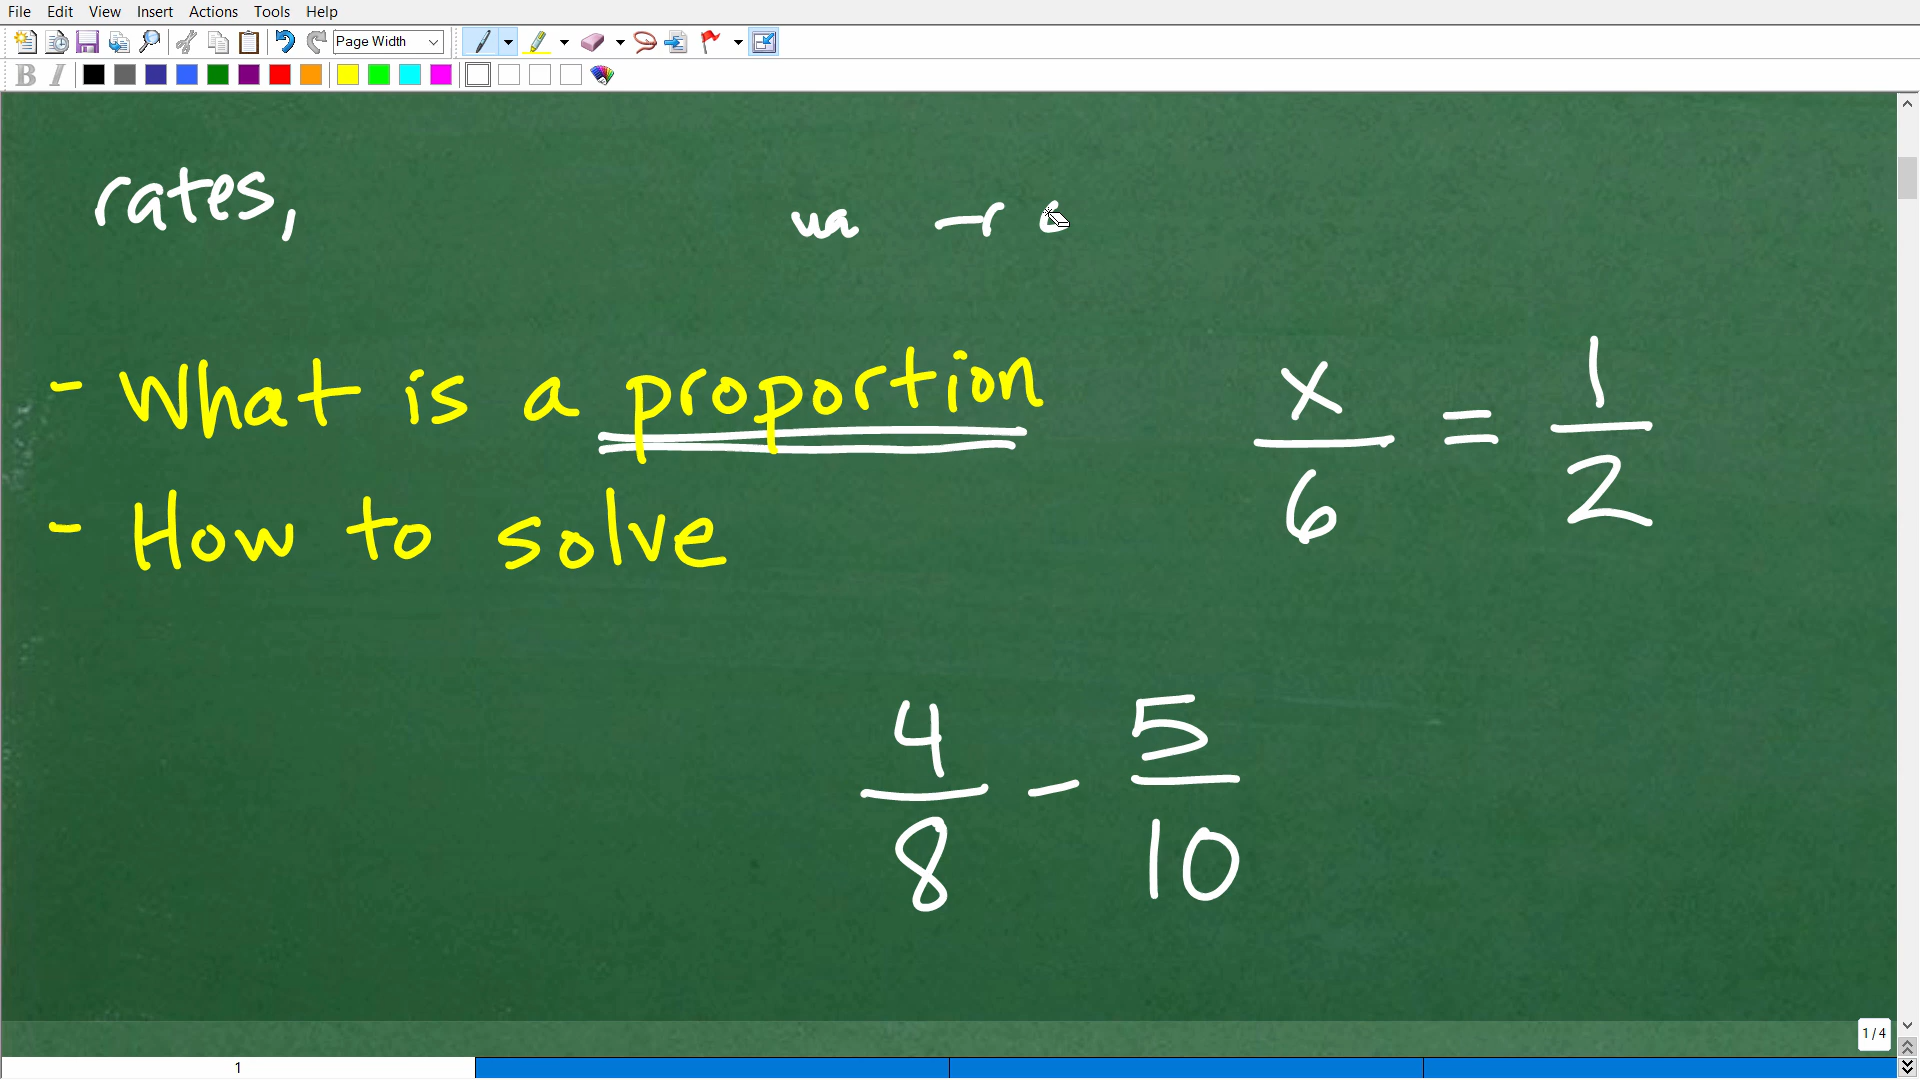 File Edit View Insert Actions Tools Help
Page Width
B I
rates,
- What is a proportion
x/6 = 1/2
- How to solve
4/8 - 5/10
1 / 4
1